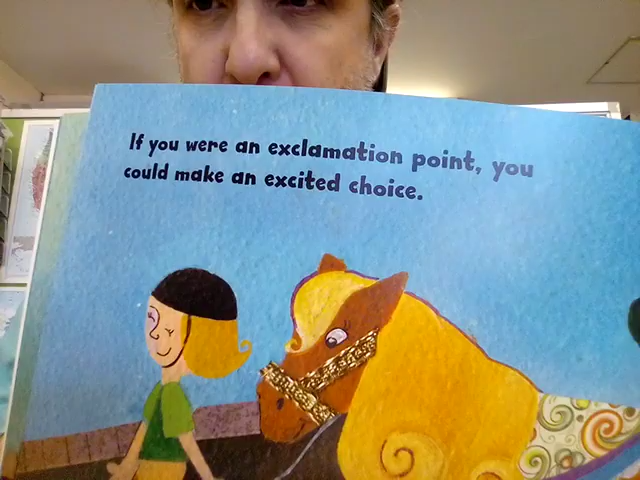 If you were an exclamation point, you
could make an excited choice.